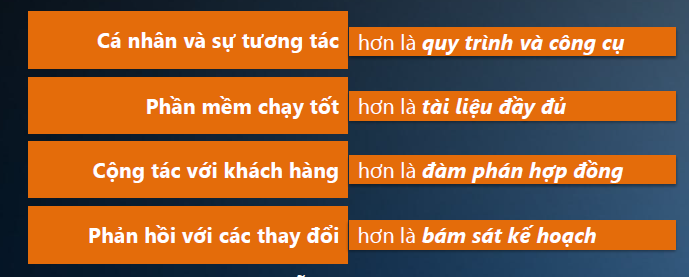 Cá nhân và sự tương tác hơn là quy trình và công cụ
Phần mềm chạy tốt hơn là tài liệu đầy đủ
Cộng tác với khách hàng hơn là đàm phán hợp đồng
Phản hồi với các thay đổi hơn là bám sát kế hoạch